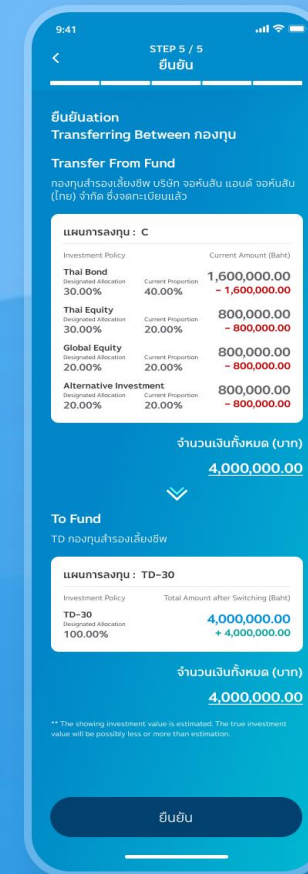 9:41
STEP 5 / 5
ยืนยัน
ยืนยันation
Transferring Between กองทุน
Transfer From Fund
กองทุนสำรองเลี้ยงชีพ บริษัท จอห์นสัน แอนด์ จอห์นสัน
(ไทย) จำกัด ซึ่งจดทะเบียนแล้ว
แผนการลงทุน : C
Investment Policy Current Amount (Baht)
Thai Bond
Designated Allocation Current Proportion 1,600,000.00
30.00% 40.00% - 1,600,000.00
Thai Equity
Designated Allocation Current Proportion 800,000.00
30.00% 20.00% - 800,000.00
Global Equity
Designated Allocation Current Proportion 800,000.00
20.00% 20.00% - 800,000.00
Alternative Investment
Designated Allocation Current Proportion 800,000.00
20.00% 20.00% - 800,000.00
จำนวนเงินทั้งหมด (บาท)
4,000,000.00
To Fund
TD กองทุนสำรองเลี้ยงชีพ
แผนการลงทุน : TD-30
Investment Policy Total Amount after Switching (Baht)
TD-30
Designated Allocation 4,000,000.00
100.00% + 4,000,000.00
จำนวนเงินทั้งหมด (บาท)
4,000,000.00
** The showing investment value is estimated. The true investment
value will be possibly less or more than estimation.
ยืนยัน